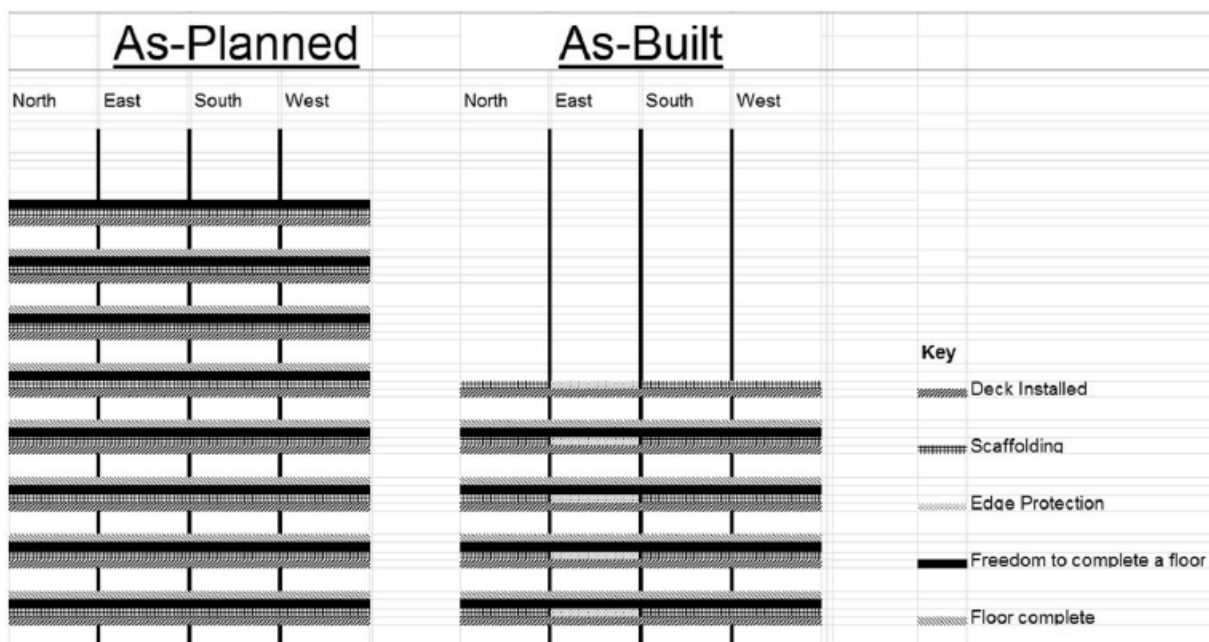 As-Planned As-Built
North East South West North East South West
Key
Deck Installed
Scaffolding
Edge Protection
Freedom to complete a floor
Floor complete